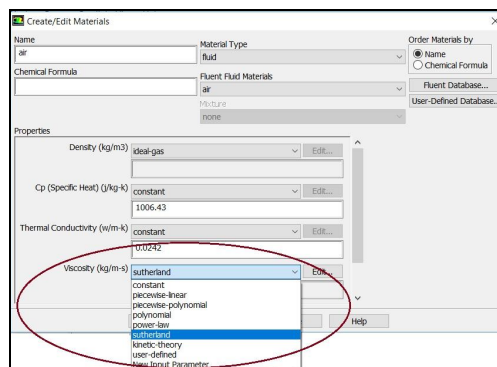 Create/Edit Materials
Name
air
Material Type
fluid
Order Materials by
Name
Chemical Formula
Chemical Formula
Fluent Fluid Materials
air
Fluent Database...
Mixture
none
User-Defined Database...
Properties
Density (kg/m3) ideal-gas Edit...
Cp (Specific Heat) (j/kg-k) constant Edit...
1006.43
Thermal Conductivity (w/m-k) constant Edit...
0.0242
Viscosity (kg/m-s) sutherland Edit...
constant
piecewise-linear
piecewise-polynomial
polynomial
power-law
sutherland
kinetic-theory
user-defined
New Input Parameter
Help